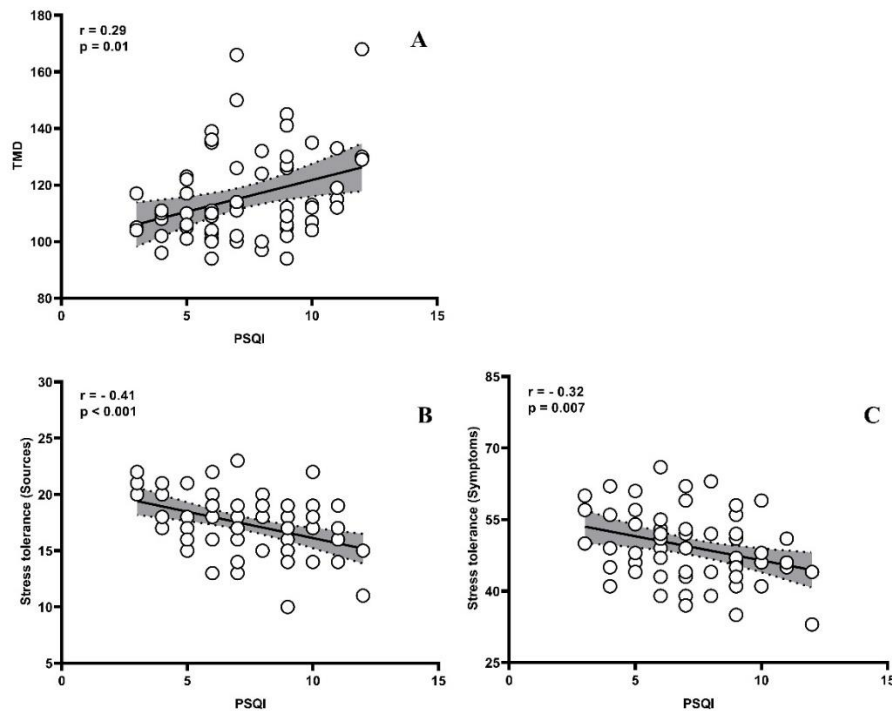 180
r = 0.29
p = 0.01
A
160
140
TMD
120
100
80
0
5
10
15
PSQI
30
r = - 0.41
p < 0.001
B
25
Stress tolerance (Sources)
20
15
10
5
0
5
10
15
PSQI
85
r = - 0.32
p = 0.007
C
70
Stress tolerance (Symptoms)
55
40
25
0
5
10
15
PSQI